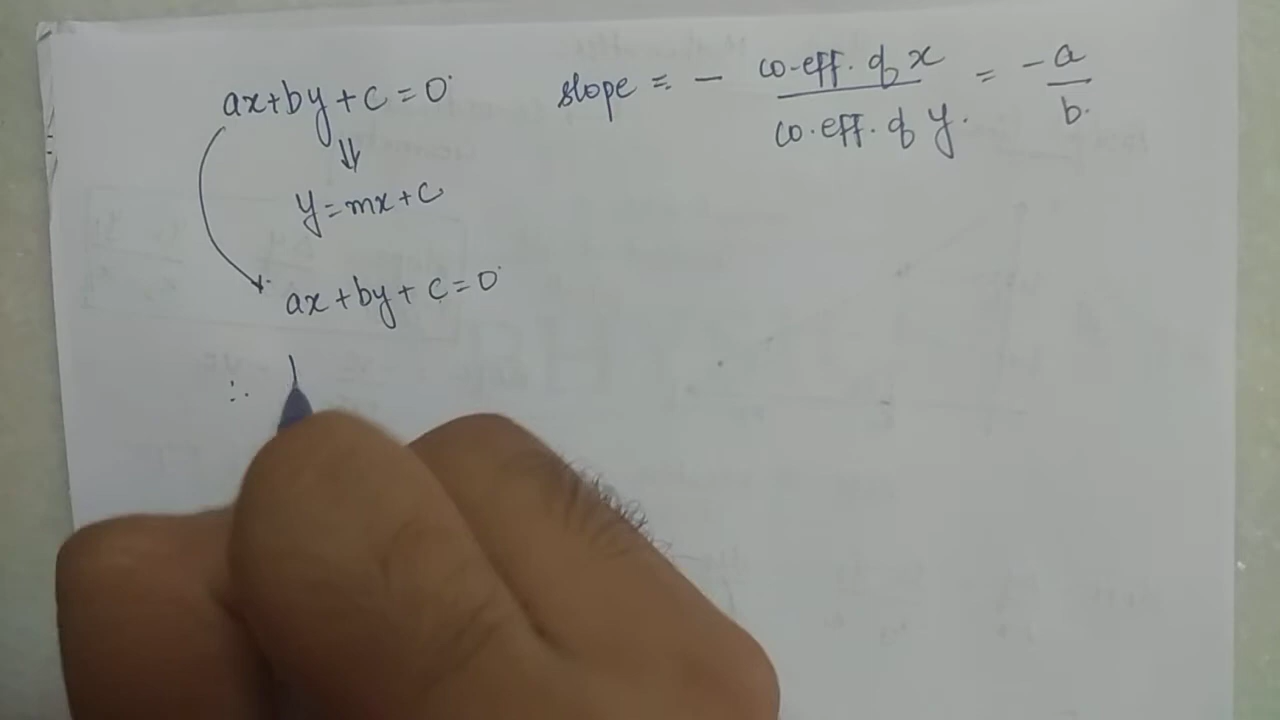 ax+by+c=0 slope = - co-eff. of x / co.eff. of y. = -a/b.
⇓
y=mx+c
ax+by+c=0
∴